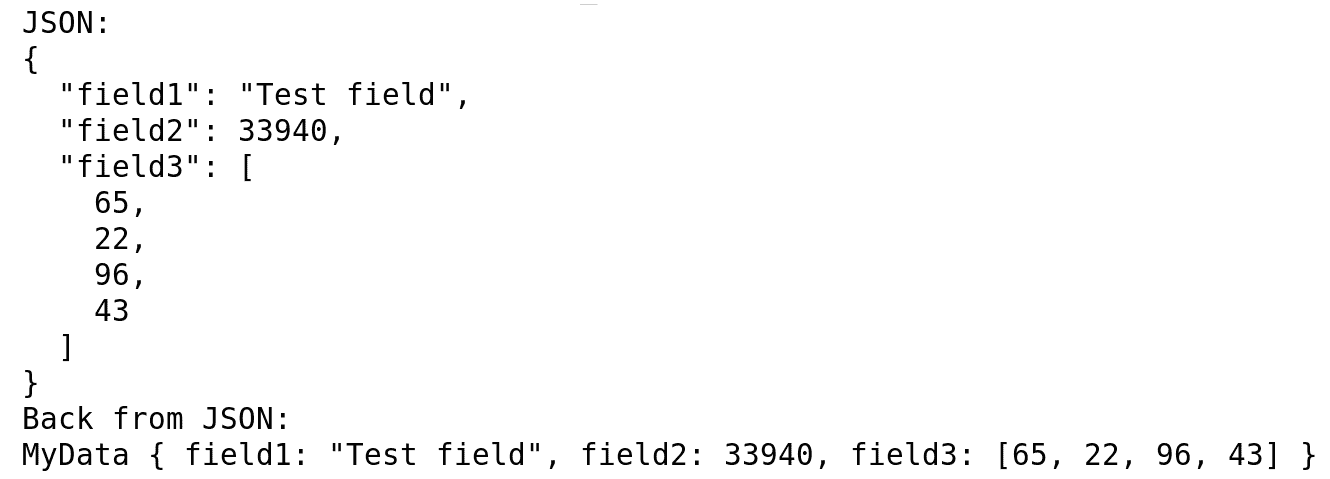 JSON:
{
  "field1": "Test field",
  "field2": 33940,
  "field3": [
    65,
    22,
    96,
    43
  ]
}
Back from JSON:
MyData { field1: "Test field", field2: 33940, field3: [65, 22, 96, 43] }